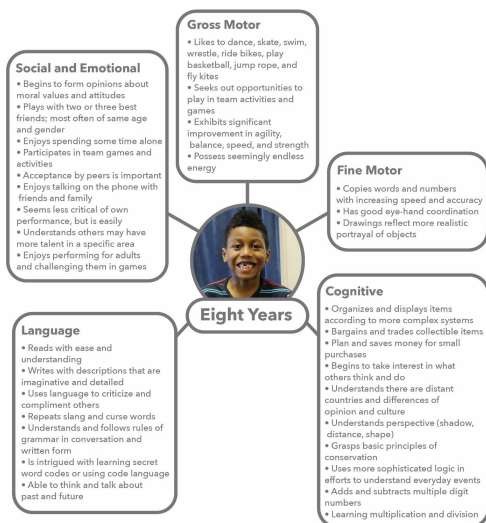 Gross Motor
• Likes to dance, skate, swim,
wrestle, ride bikes, play
basketball, jump rope, and
fly kites
• Seeks out opportunities to
play in team activities and
games
• Exhibits significant
improvement in agility,
balance, speed, and strength
• Possess seemingly endless
energy
Social and Emotional
• Begins to form opinions about
moral values and attitudes
• Plays with two or three best
friends; most often of same age
and gender
• Enjoys spending some time alone
• Participates in team games and
activities
• Acceptance by peers is important
• Enjoys talking on the phone with
friends and family
• Seems less critical of own
performance, but is easily
• Understands others may have
more talent in a specific area
• Enjoys performing for adults
and challenging them in games
Fine Motor
• Copies words and numbers
with increasing speed and accuracy
• Has good eye-hand coordination
• Drawings reflect more realistic
portrayal of objects
Eight Years
Language
• Reads with ease and
understanding
• Writes with descriptions that are
imaginative and detailed
• Uses language to criticize and
compliment others
• Repeats slang and curse words
• Understands and follows rules of
grammar in conversation and
written form
• Is intrigued with learning secret
word codes or using code language
• Able to think and talk about
past and future
Cognitive
• Organizes and displays items
according to more complex systems
• Bargains and trades collectible items
• Plan and saves money for small
purchases
• Begins to take interest in what
others think and do
• Understands there are distant
countries and differences of
opinion and culture
• Understands perspective (shadow,
distance, shape)
• Grasps basic principles of
conservation
• Uses more sophisticated logic in
efforts to understand everyday events
• Adds and subtracts multiple digit
numbers
• Learning multiplication and division